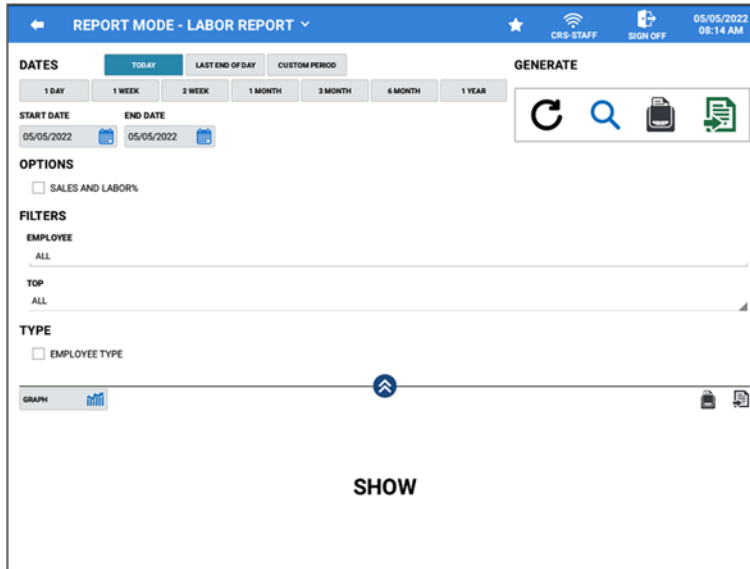 REPORT MODE - LABOR REPORT
CRS-STAFF
SIGN OFF
05/05/2022
08:14 AM
DATES
TODAY
LAST END OF DAY
CUSTOM PERIOD
GENERATE
1 DAY
1 WEEK
2 WEEK
1 MONTH
3 MONTH
6 MONTH
1 YEAR
START DATE
END DATE
05/05/2022
05/05/2022
OPTIONS
SALES AND LABOR%
FILTERS
EMPLOYEE
ALL
TOP
ALL
TYPE
EMPLOYEE TYPE
GRAPH
SHOW